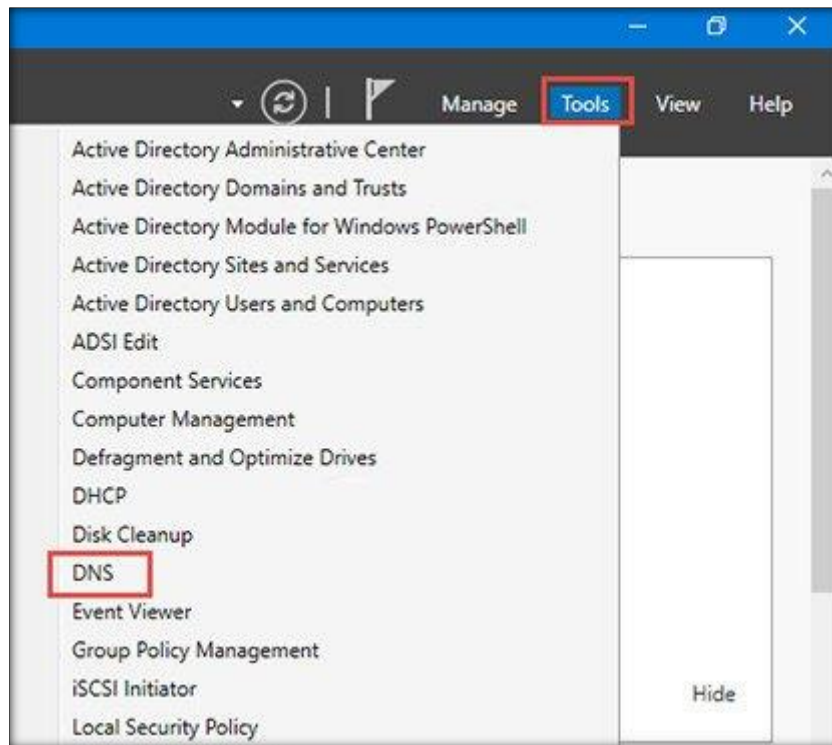 Manage Tools View Help
Active Directory Administrative Center
Active Directory Domains and Trusts
Active Directory Module for Windows PowerShell
Active Directory Sites and Services
Active Directory Users and Computers
ADSI Edit
Component Services
Computer Management
Defragment and Optimize Drives
DHCP
Disk Cleanup
DNS
Event Viewer
Group Policy Management
iSCSI Initiator
Hide
Local Security Policy